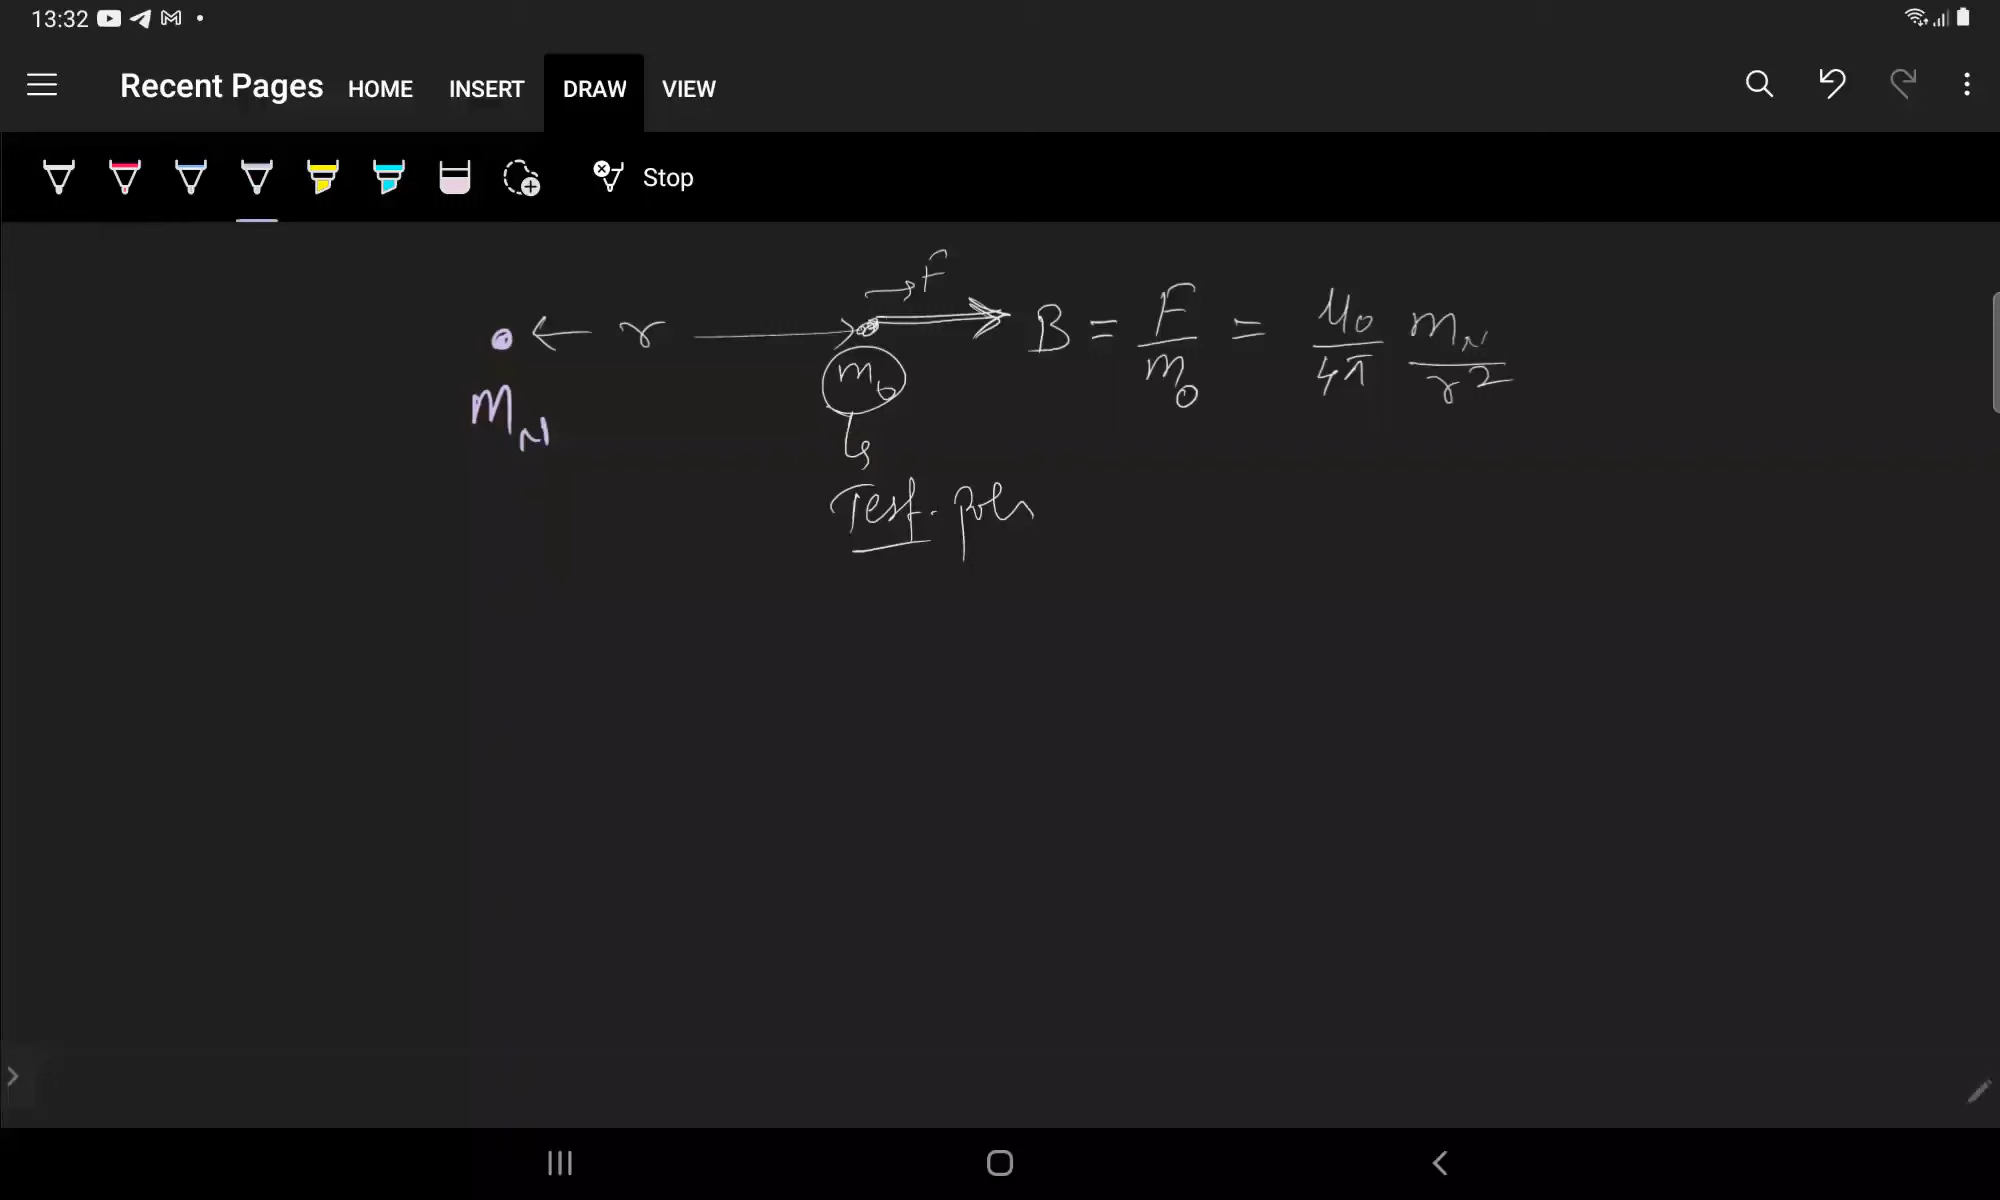 13:32
Recent Pages HOME INSERT DRAW VIEW
Stop
F
r B = F/m₀ = μ₀/4π m_N/r²
m_N m₀
Test. pole